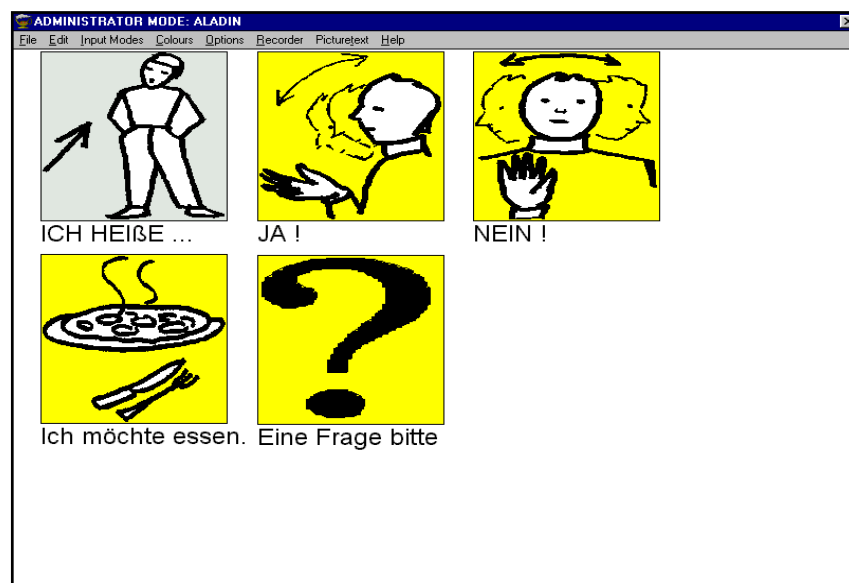 ADMINISTRATOR MODE: ALADIN
File Edit Input Modes Colours Options Recorder Picturetext Help
ICH HEIßE ... JA ! NEIN !
Ich möchte essen. Eine Frage bitte